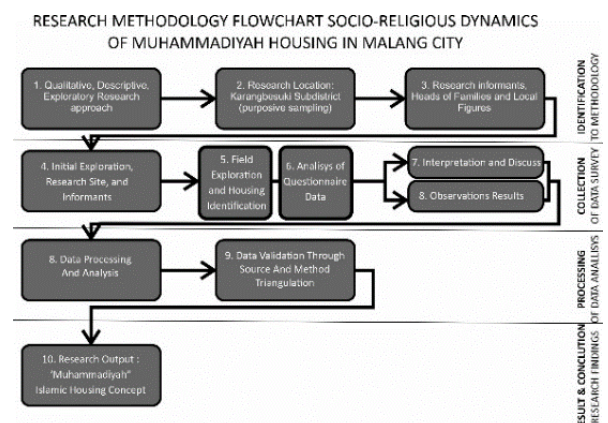 RESEARCH METHODOLOGY FLOWCHART SOCIO-RELIGIOUS DYNAMICS
OF MUHAMMADIYAH HOUSING IN MALANG CITY
1. Qualitative, Descriptive,
Exploratory Research
approach
2. Research Location:
Karangbesuki Subdistrict
(purposive sampling)
3. Research informants,
Heads of Families and Local
Figures
IDENTIFICATION
TO METHODOLOGY
4. Initial Exploration,
Research Site, and
Informants
5. Field
Exploration
and Housing
Identification
6. Analisys of
Questionnaire
Data
7. Interpretation and Discuss
8. Observations Results
COLLECTION
OF DATA SURVEY
8. Data Processing
And Analysis
9. Data Validation Through
Source And Method
Triangulation
PROCESSING
OF DATA ANALLISYS
10. Research Output :
"Muhammadiyah"
Islamic Housing Concept
ESULT & CONCLUTION
RESEARCH FINDINGS